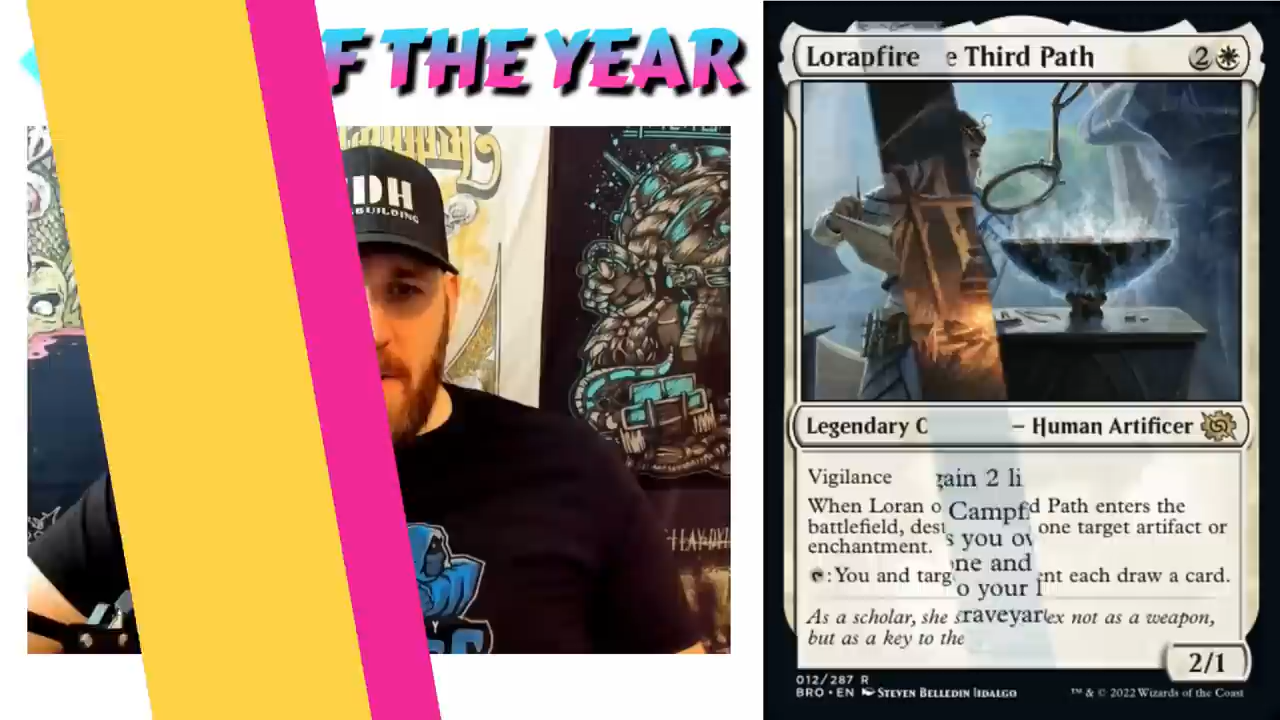 F THE YEAR
DH
BUILDING
Lorapfire e Third Path
2
Legendary C – Human Artificer
Vigilance gain 2 li
When Loran o Campf d Path enters the
battlefield, dest s you ov one target artifact or
enchantment. one and
:You and targ o your l nt each draw a card.
As a scholar, she s raveyar ex not as a weapon,
but as a key to the
2/1
012/287 R
BRO • EN STEVEN BELLEDIN HIDALGO
™ & © 2022 Wizards of the Coast